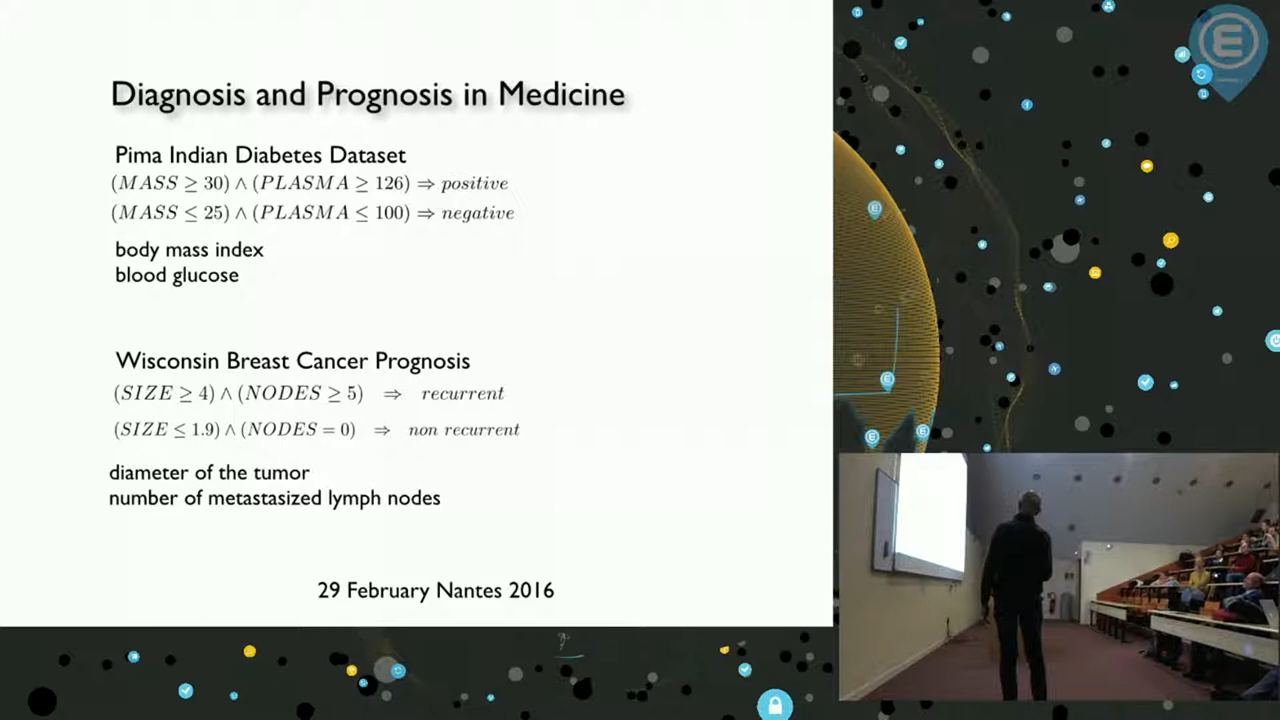 Diagnosis and Prognosis in Medicine
Pima Indian Diabetes Dataset
(MASS ≥ 30) ∧ (PLASMA ≥ 126) ⇒ positive
(MASS ≤ 25) ∧ (PLASMA ≤ 100) ⇒ negative
body mass index
blood glucose
Wisconsin Breast Cancer Prognosis
(SIZE ≥ 4) ∧ (NODES ≥ 5) ⇒ recurrent
(SIZE ≤ 1.9) ∧ (NODES = 0) ⇒ non recurrent
diameter of the tumor
number of metastasized lymph nodes
29 February Nantes 2016